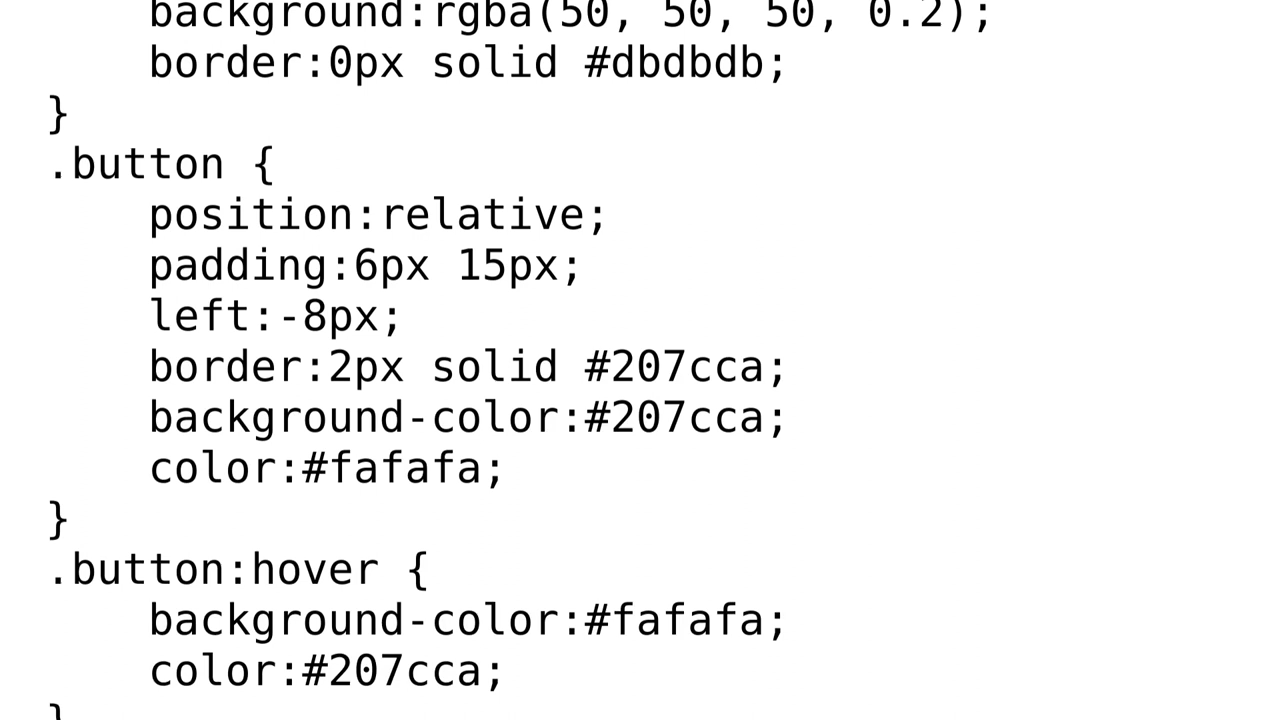 background:rgba(50, 50, 50, 0.2);
border:0px solid #dbdbdb;
}
.button {
position:relative;
padding:6px 15px;
left:-8px;
border:2px solid #207cca;
background-color:#207cca;
color:#fafafa;
}
.button:hover {
background-color:#fafafa;
color:#207cca;
}